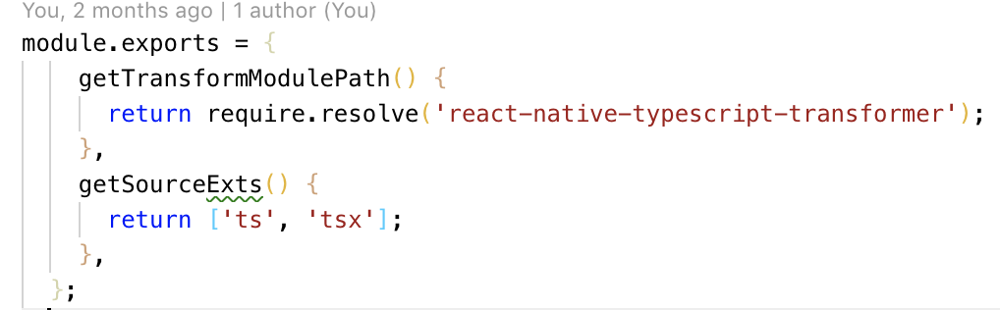 You, 2 months ago | 1 author (You)
module.exports = {
getTransformModulePath() {
return require.resolve('react-native-typescript-transformer');
},
getSourceExts() {
return ['ts', 'tsx'];
},
};